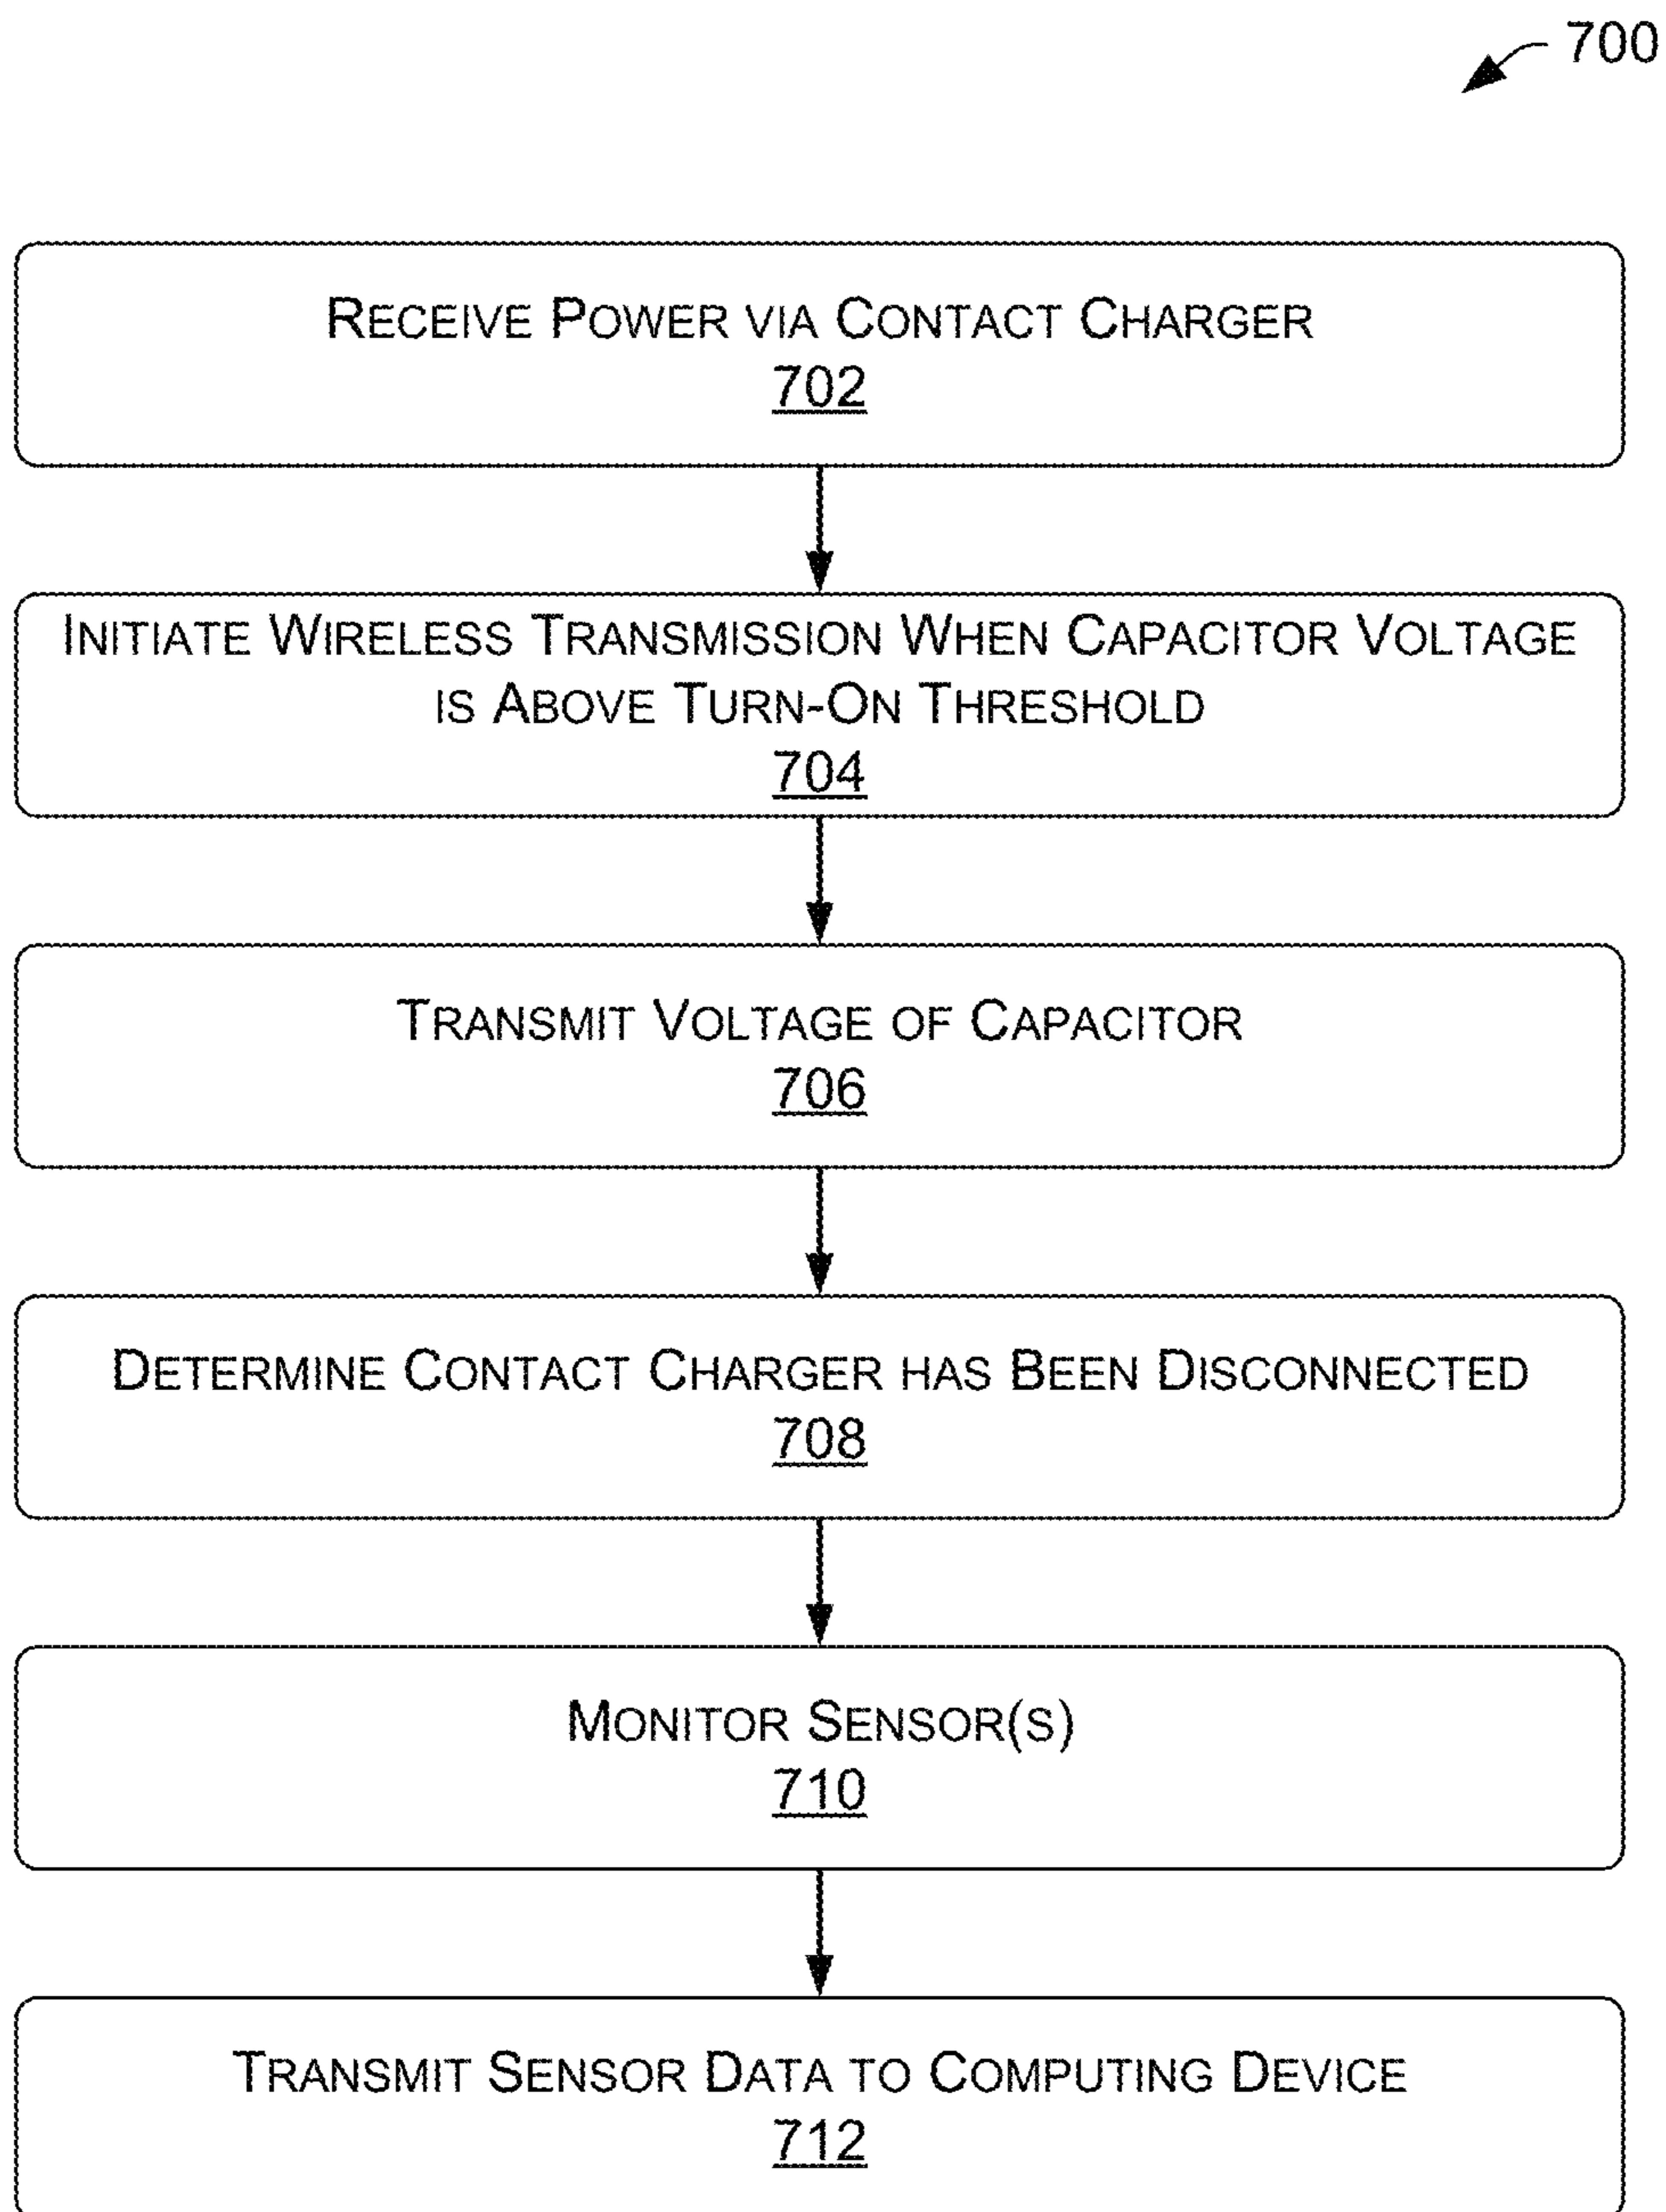 700
RECEIVE POWER VIA CONTACT CHARGER
702
INITIATE WIRELESS TRANSMISSION WHEN CAPACITOR VOLTAGE
IS ABOVE TURN-ON THRESHOLD
704
TRANSMIT VOLTAGE OF CAPACITOR
706
DETERMINE CONTACT CHARGER HAS BEEN DISCONNECTED
708
MONITOR SENSOR(S)
710
TRANSMIT SENSOR DATA TO COMPUTING DEVICE
712